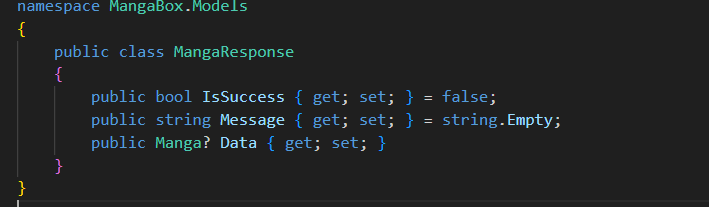 namespace MangaBox.Models
{
    public class MangaResponse
    {
        public bool IsSuccess { get; set; } = false;
        public string Message { get; set; } = string.Empty;
        public Manga? Data { get; set; }
    }
}